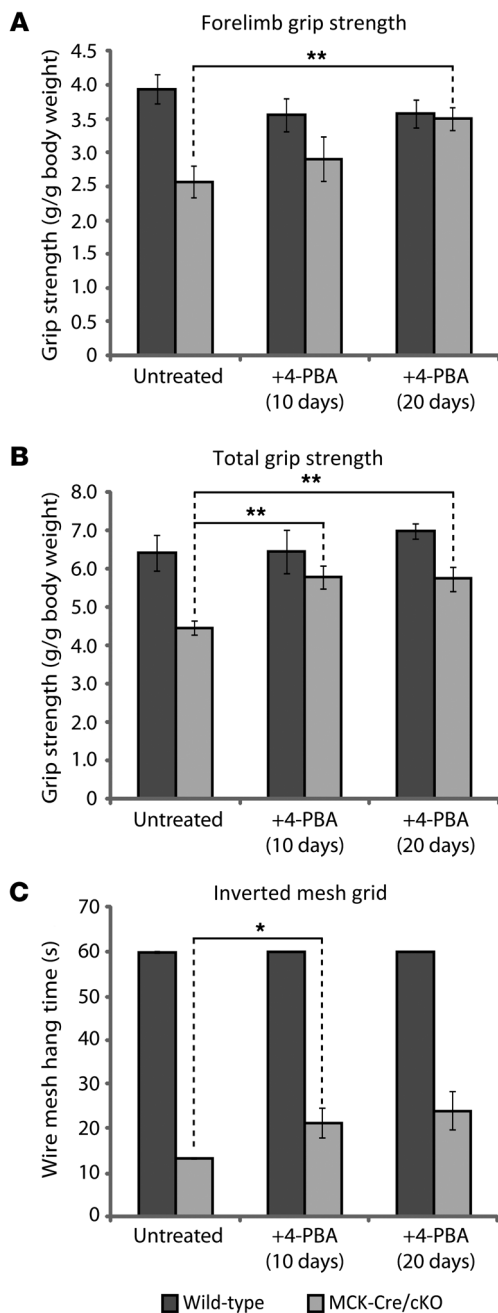 A
Forelimb grip strength
Grip strength (g/g body weight)
4.5
4.0
3.5
3.0
2.5
2.0
1.5
1.0
0.5
0
**
Untreated
+4-PBA
(10 days)
+4-PBA
(20 days)
B
Total grip strength
Grip strength (g/g body weight)
8.0
7.0
6.0
5.0
4.0
3.0
2.0
1.0
0
**
**
Untreated
+4-PBA
(10 days)
+4-PBA
(20 days)
C
Inverted mesh grid
Wire mesh hang time (s)
60
50
40
30
20
10
0
*
Untreated
+4-PBA
(10 days)
+4-PBA
(20 days)
Wild-type
MCK-Cre/cKO